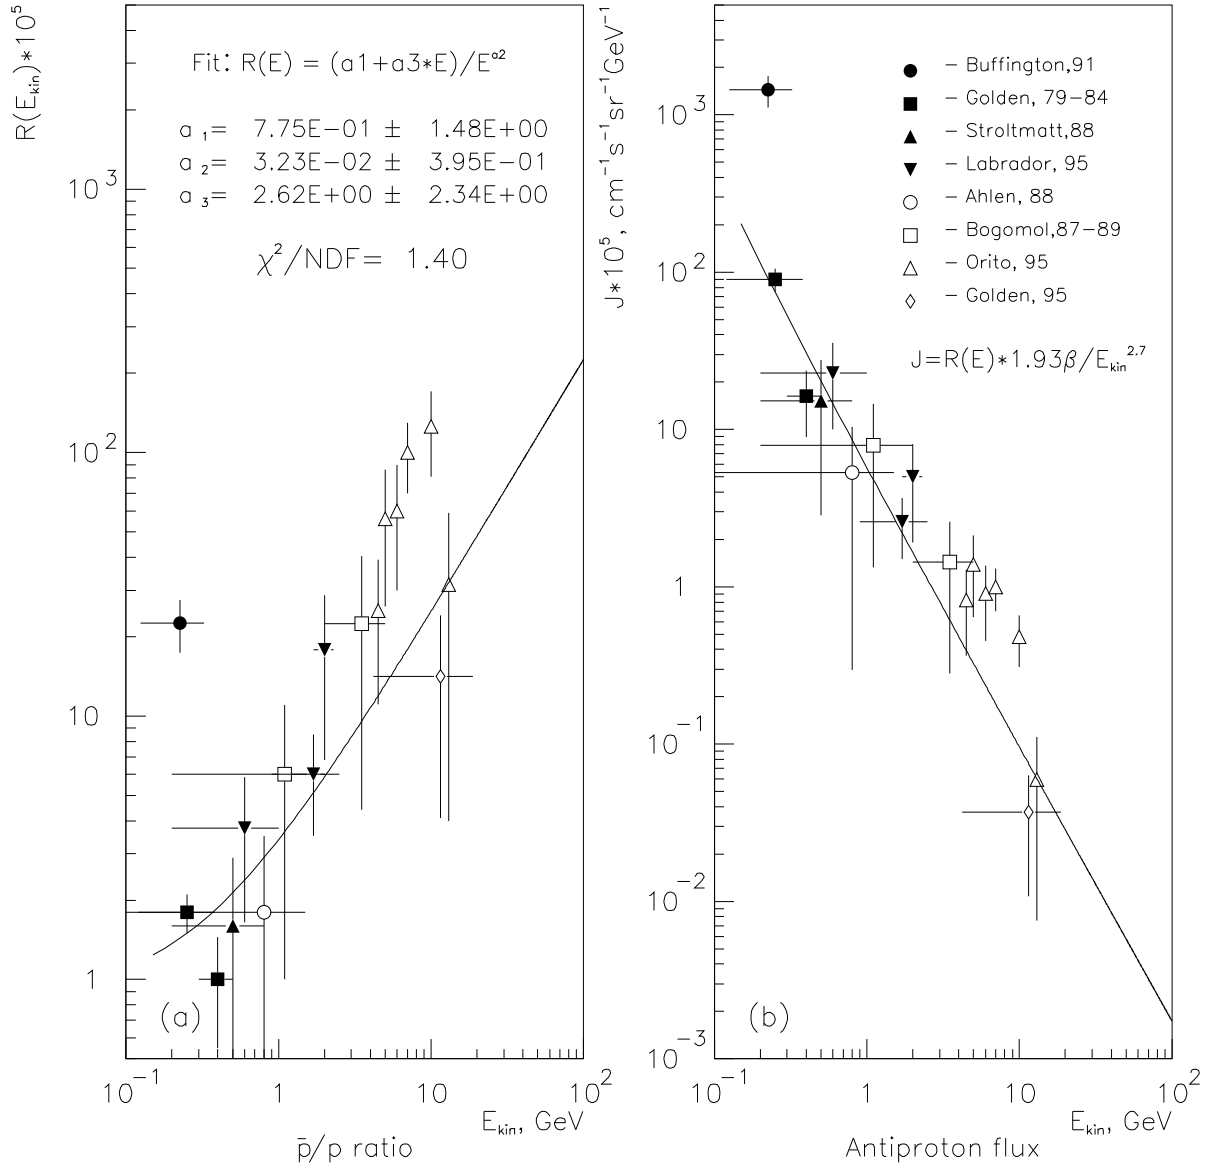 R(E_kin)*10^5
Fit: R(E) = (a1+a3*E)/E^a2
a_1= 7.75E-01 ± 1.48E+00
a_2= 3.23E-02 ± 3.95E-01
a_3= 2.62E+00 ± 2.34E+00
χ^2/NDF= 1.40
10^3
10^2
10
1
(a)
10^-1 1 10 10^2
E_kin, GeV
p̄/p ratio
J*10^5, cm^-1s^-1sr^-1GeV^-1
– Buffington,91
– Golden, 79–84
– Stroltmatt,88
– Labrador, 95
– Ahlen, 88
– Bogomol,87–89
– Orito, 95
– Golden, 95
J=R(E)*1.93β/E_kin^2.7
10^3
10^2
10
1
10^-1
10^-2
10^-3
(b)
10^-1 1 10 10^2
E_kin, GeV
Antiproton flux